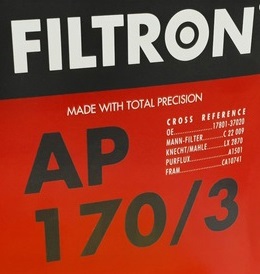 FILTRON
MADE WITH TOTAL PRECISION
CROSS REFERENCE
OE...............17801-37020
MANN-FILTER...........C 22 009
KNECHT/MAHLE..........LX 2870
PURFLUX...............A1501
FRAM..................CA10741
AP
170/3